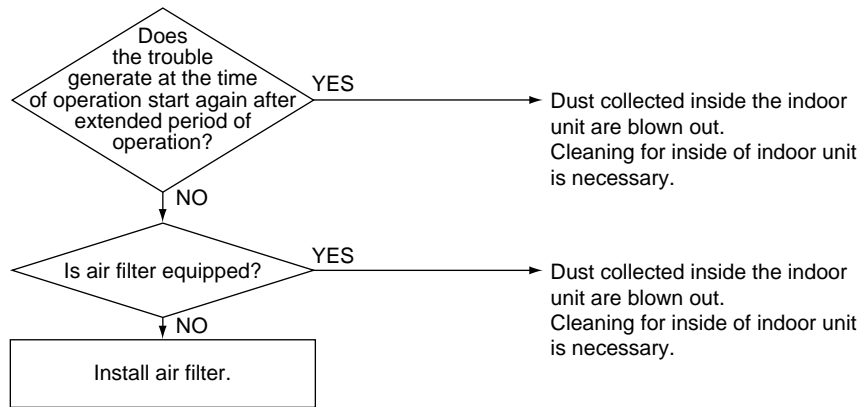 Does
the trouble
generate at the time
of operation start again after
extended period of
operation?
YES
Dust collected inside the indoor
unit are blown out.
Cleaning for inside of indoor unit
is necessary.
NO
Is air filter equipped?
YES
Dust collected inside the indoor
unit are blown out.
Cleaning for inside of indoor unit
is necessary.
NO
Install air filter.